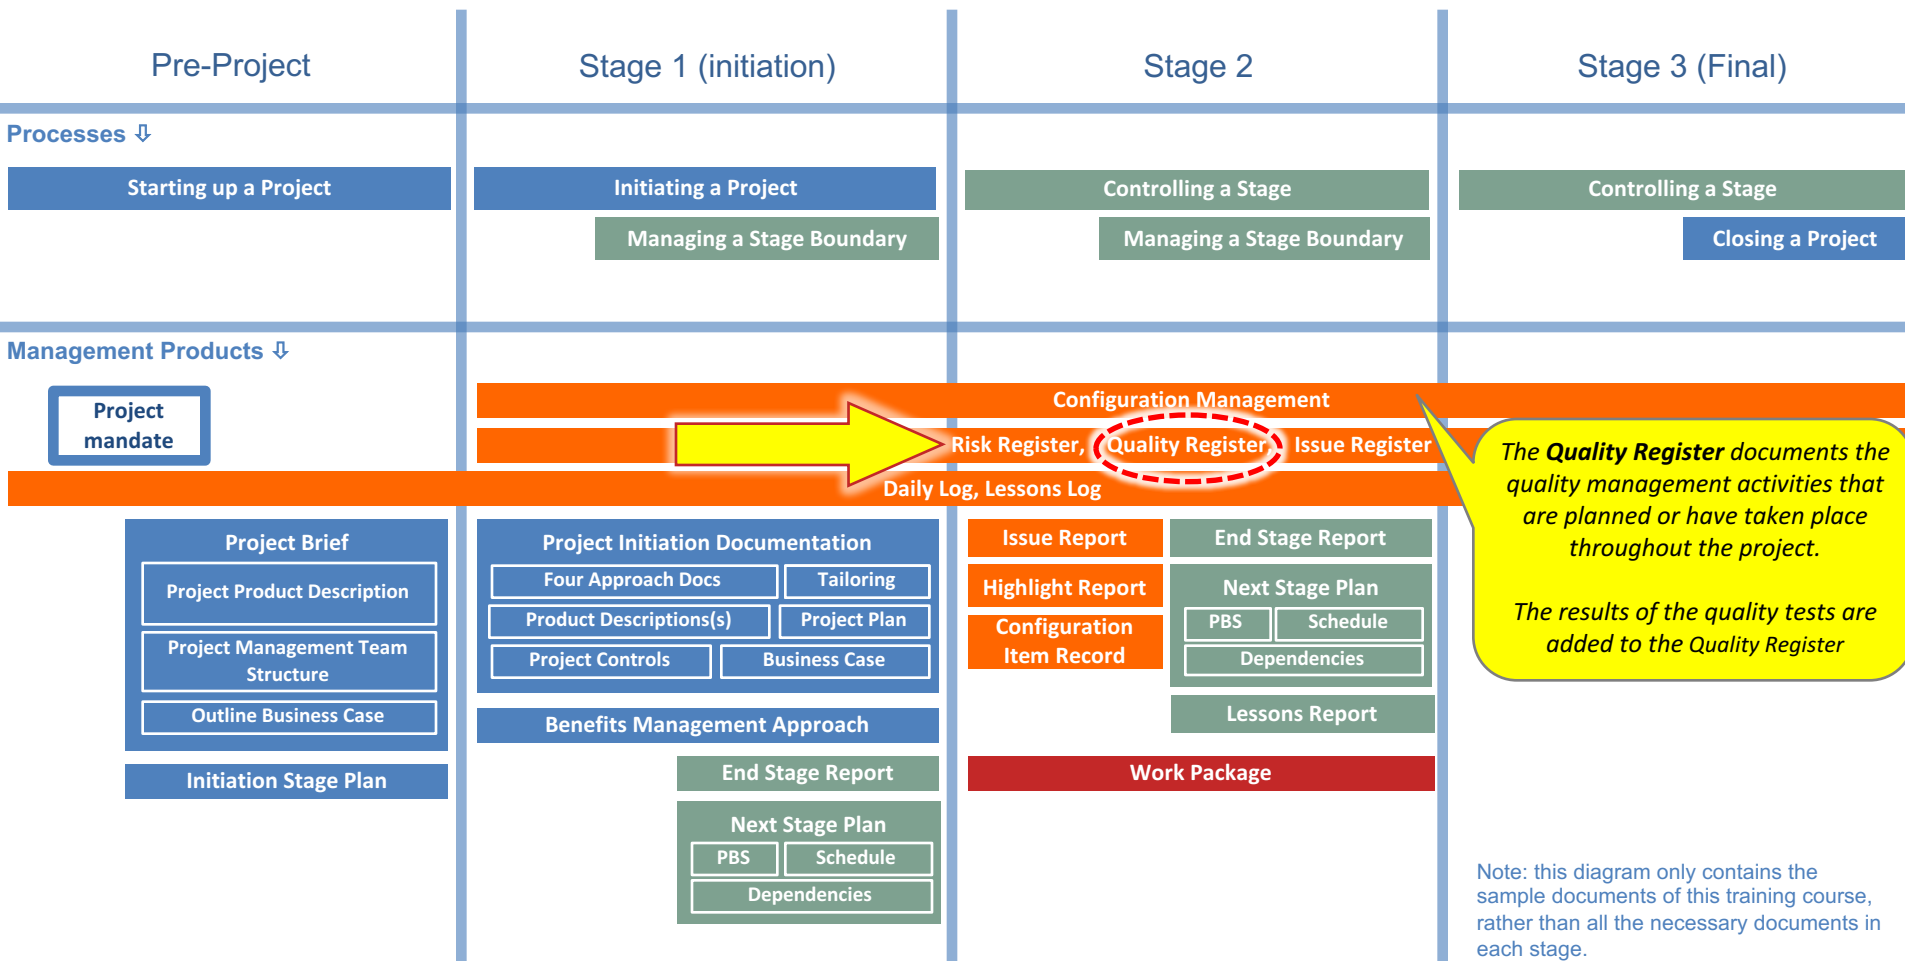 Pre-Project
Stage 1 (initiation)
Stage 2
Stage 3 (Final)
Processes ⇩
Starting up a Project
Initiating a Project
Controlling a Stage
Controlling a Stage
Managing a Stage Boundary
Managing a Stage Boundary
Closing a Project
Management Products ⇩
Project
mandate
Configuration Management
Risk Register, Quality Register, Issue Register
Daily Log, Lessons Log
The Quality Register documents the
quality management activities that
are planned or have taken place
throughout the project.
The results of the quality tests are
added to the Quality Register
Project Brief
Project Product Description
Project Management Team
Structure
Outline Business Case
Initiation Stage Plan
Project Initiation Documentation
Four Approach Docs
Tailoring
Product Descriptions(s)
Project Plan
Project Controls
Business Case
Benefits Management Approach
End Stage Report
Next Stage Plan
PBS
Schedule
Dependencies
Issue Report
Highlight Report
Configuration
Item Record
End Stage Report
Next Stage Plan
PBS
Schedule
Dependencies
Lessons Report
Work Package
Note: this diagram only contains the
sample documents of this training course,
rather than all the necessary documents in
each stage.